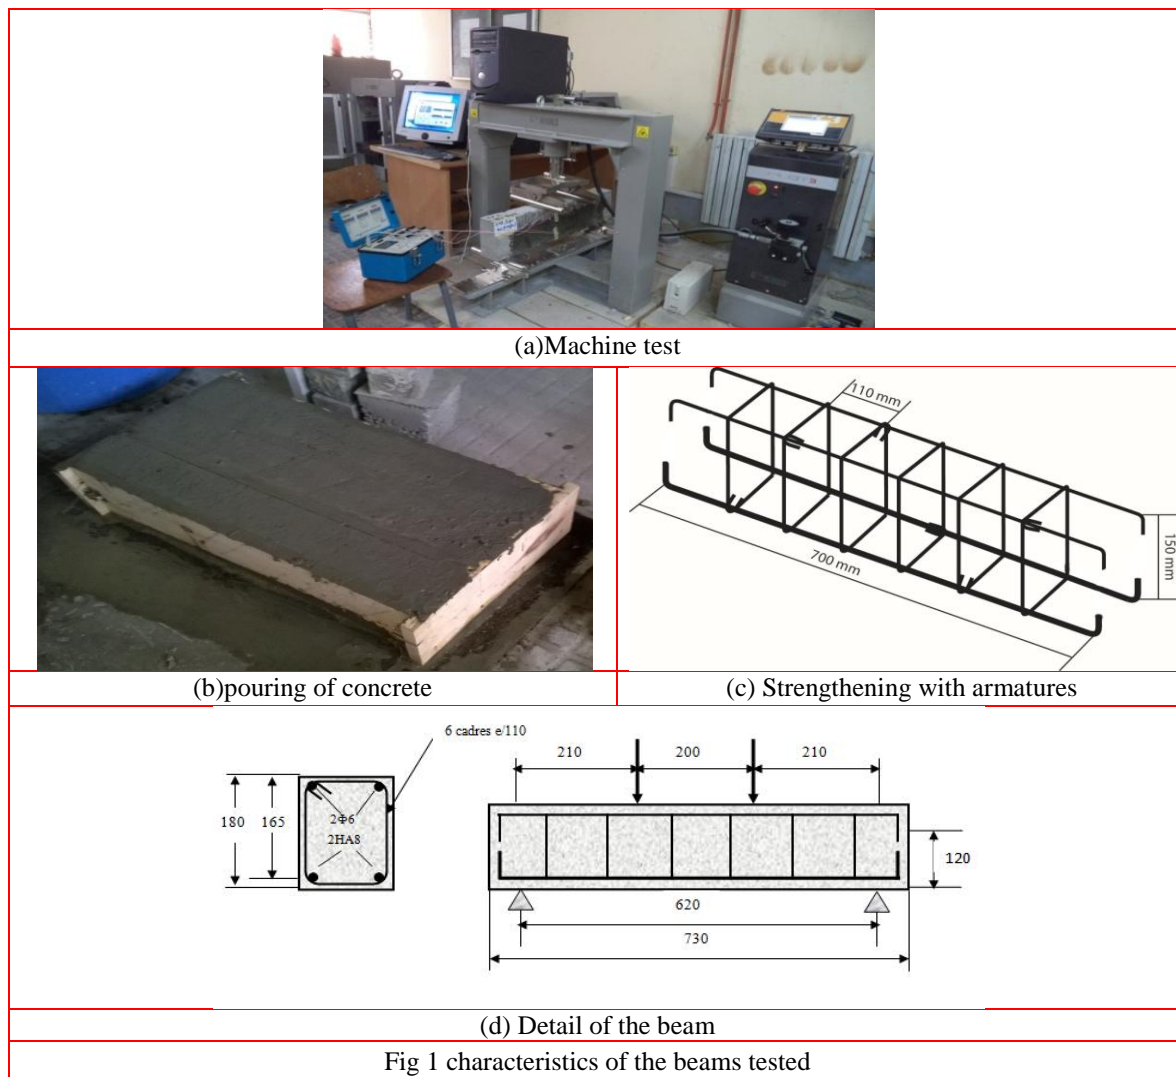 (a)Machine test
110 mm
700 mm
150 mm
(b)pouring of concrete
(c) Strengthening with armatures
6 cadres e/110
210
200
210
180
165
2Φ6
2HA8
120
620
730
(d) Detail of the beam
Fig 1 characteristics of the beams tested